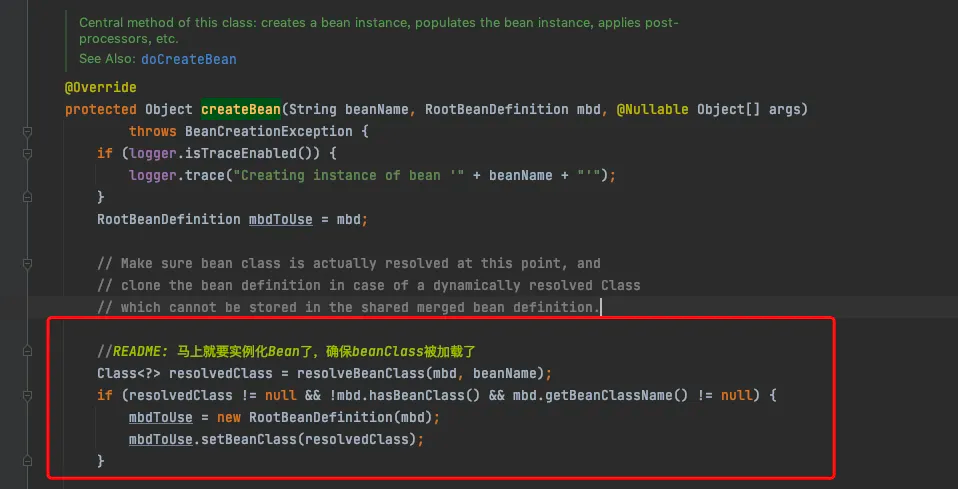 Central method of this class: creates a bean instance, populates the bean instance, applies post-
processors, etc.
See Also: doCreateBean
@Override
protected Object createBean(String beanName, RootBeanDefinition mbd, @Nullable Object[] args)
throws BeanCreationException {
if (logger.isTraceEnabled()) {
logger.trace("Creating instance of bean '" + beanName + "'");
}
RootBeanDefinition mbdToUse = mbd;
// Make sure bean class is actually resolved at this point, and
// clone the bean definition in case of a dynamically resolved Class
// which cannot be stored in the shared merged bean definition.
//README: 马上就要实例化Bean了，确保beanClass被加载了
Class<?> resolvedClass = resolveBeanClass(mbd, beanName);
if (resolvedClass != null && !mbd.hasBeanClass() && mbd.getBeanClassName() != null) {
mbdToUse = new RootBeanDefinition(mbd);
mbdToUse.setBeanClass(resolvedClass);
}